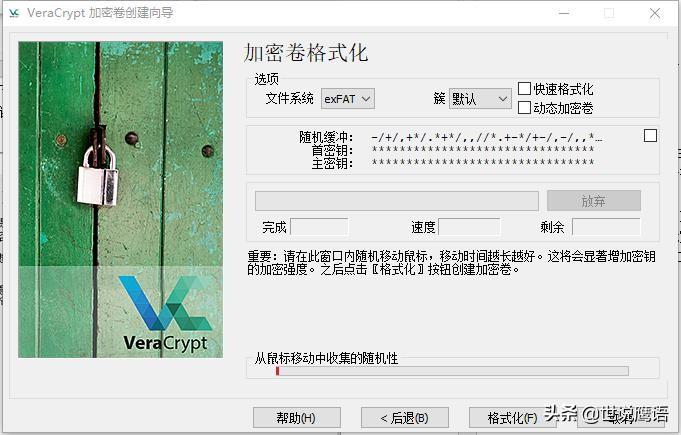 VeraCrypt 加密卷创建向导
加密卷格式化
选项
文件系统 exFAT 簇 默认 快速格式化
动态加密卷
随机缓冲： -/+/,+*/.*+*/,,//*.+-*/+-/,-/,,*…
首密钥： **********************************
主密钥： **********************************
放弃
完成 速度 剩余
重要：请在此窗口内随机移动鼠标，移动时间越长越好。这将会显著增加密钥
的加密强度。之后点击〖格式化〗按钮创建加密卷。
VeraCrypt
从鼠标移动中收集的随机性
帮助(H) < 后退(B) 格式化(F) 取消
头条 @世说鹰语